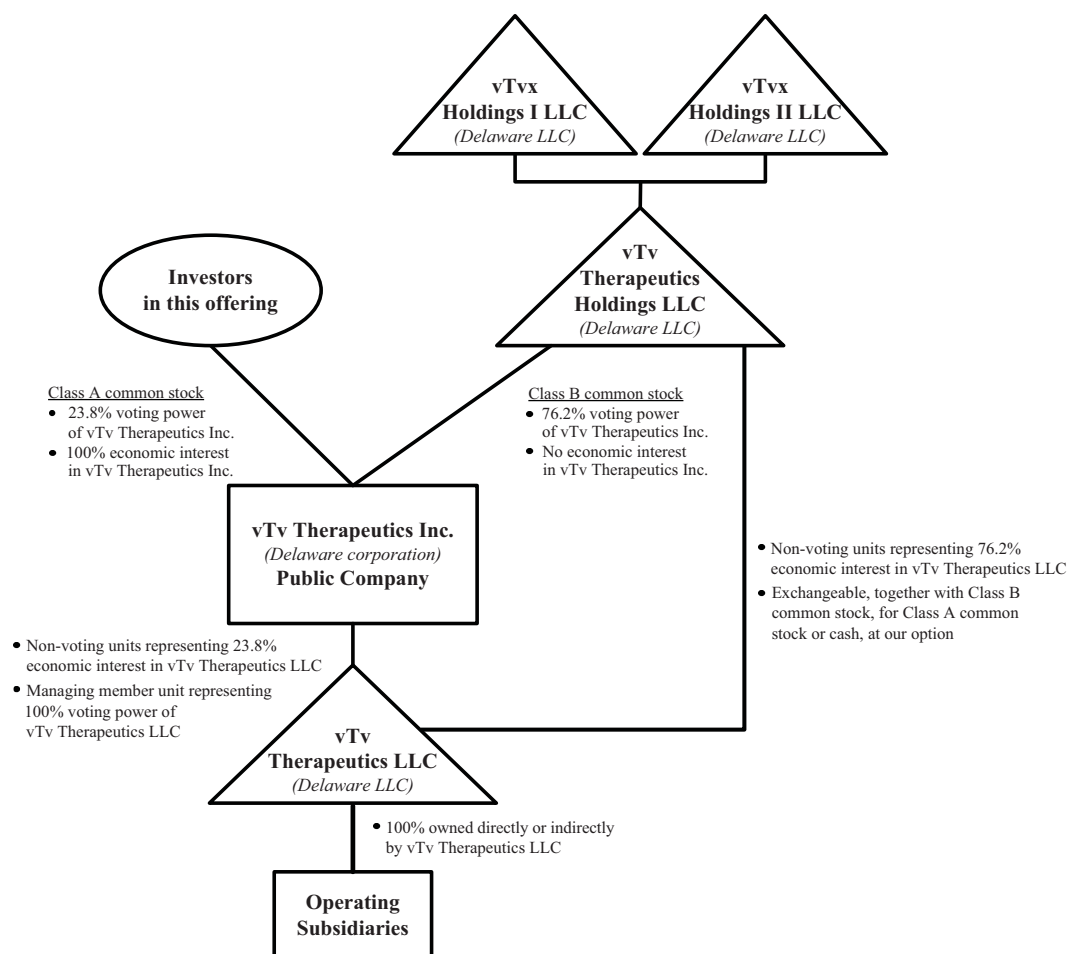 vTvx
Holdings I LLC
(Delaware LLC)
vTvx
Holdings II LLC
(Delaware LLC)
vTv
Therapeutics
Holdings LLC
(Delaware LLC)
Investors
in this offering
Class A common stock
• 23.8% voting power
of vTv Therapeutics Inc.
• 100% economic interest
in vTv Therapeutics Inc.
Class B common stock
• 76.2% voting power
of vTv Therapeutics Inc.
• No economic interest
in vTv Therapeutics Inc.
vTv Therapeutics Inc.
(Delaware corporation)
Public Company
• Non-voting units representing 76.2%
economic interest in vTv Therapeutics LLC
• Exchangeable, together with Class B
common stock, for Class A common
stock or cash, at our option
• Non-voting units representing 23.8%
economic interest in vTv Therapeutics LLC
• Managing member unit representing
100% voting power of
vTv Therapeutics LLC
vTv
Therapeutics LLC
(Delaware LLC)
• 100% owned directly or indirectly
by vTv Therapeutics LLC
Operating
Subsidiaries